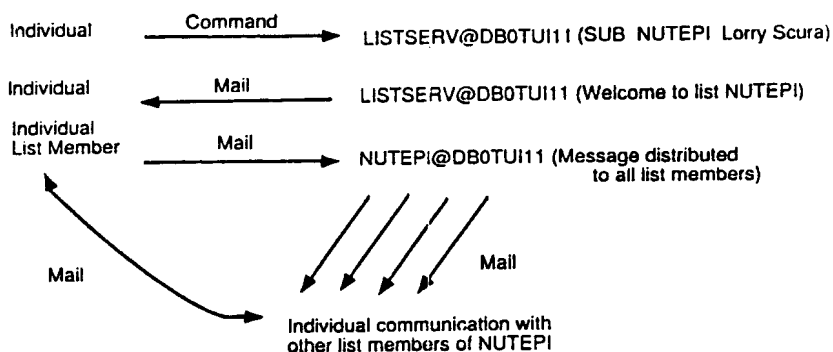 Individual Command LISTSERV@DB0TUI11 (SUB NUTEPI Lorry Scura)
Individual Mail LISTSERV@DB0TUI11 (Welcome to list NUTEPI)
Individual
List Member Mail NUTEPI@DB0TUI11 (Message distributed
to all list members)
Mail Mail
Individual communication with
other list members of NUTEPI